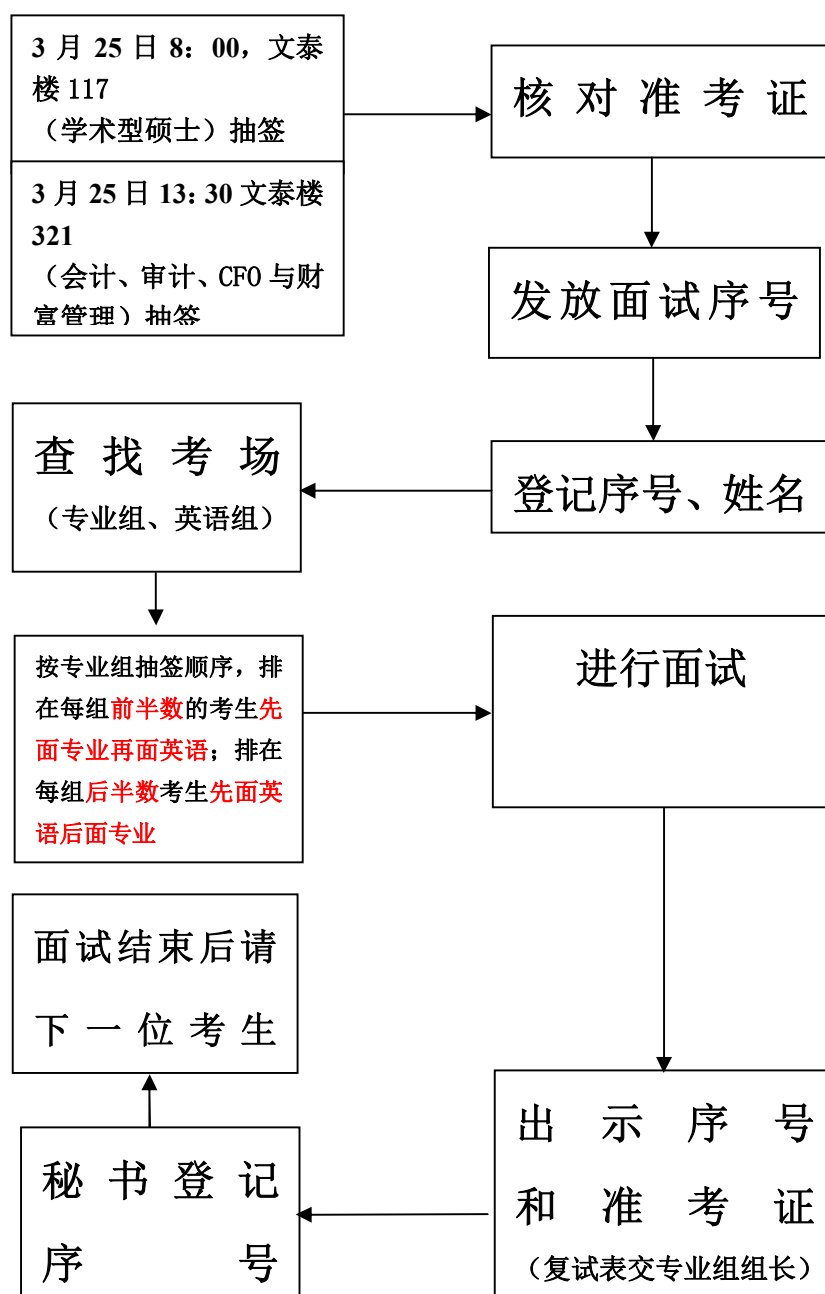 3 月 25 日 8：00，文泰
楼 117
（学术型硕士）抽签
3 月 25 日 13：30 文泰楼
321
（会计、审计、CFO 与财
富管理）抽签
核对准考证
发放面试序号
登记序号、姓名
查找考场
（专业组、英语组）
按专业组抽签顺序，排
在每组前半数的考生先
面专业再面英语；排在
每组后半数考生先面英
语后面专业
进行面试
出示序号
和准考证
（复试表交专业组组长）
秘书登记
序号
面试结束后请
下一位考生